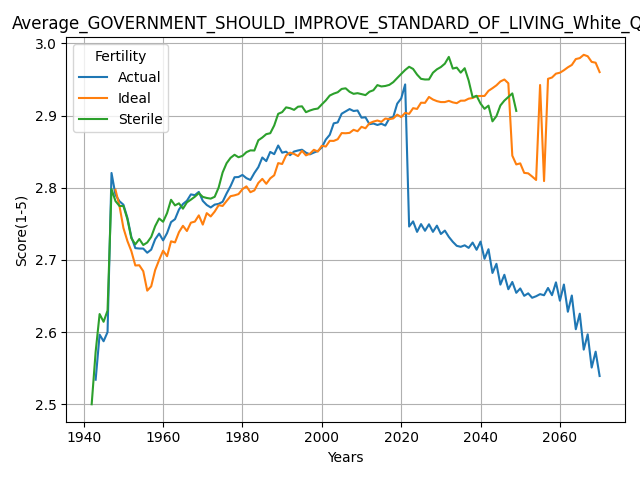 Average_GOVERNMENT_SHOULD_IMPROVE_STANDARD_OF_LIVING_White_Q
Score(1-5)
3.0
2.9
2.8
2.7
2.6
2.5
Fertility
Actual
Ideal
Sterile
1940 1960 1980 2000 2020 2040 2060
Years